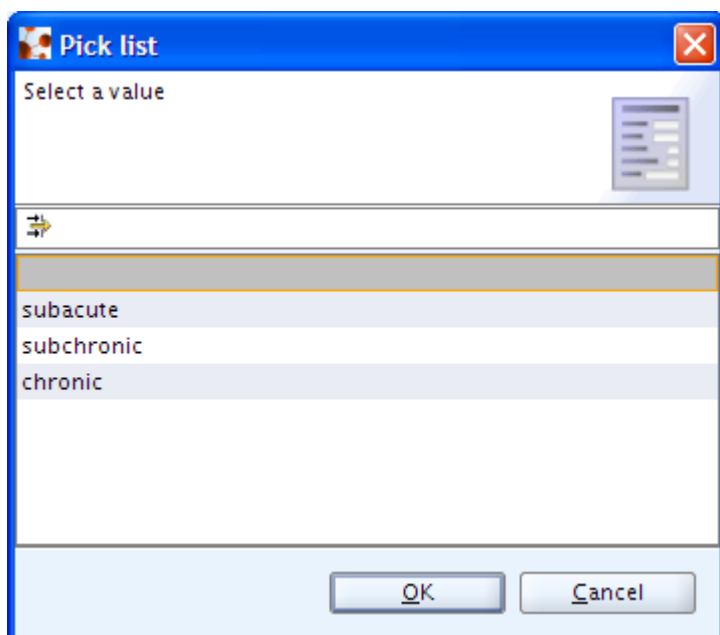 Pick list
Select a value
subacute
subchronic
chronic
OK
Cancel